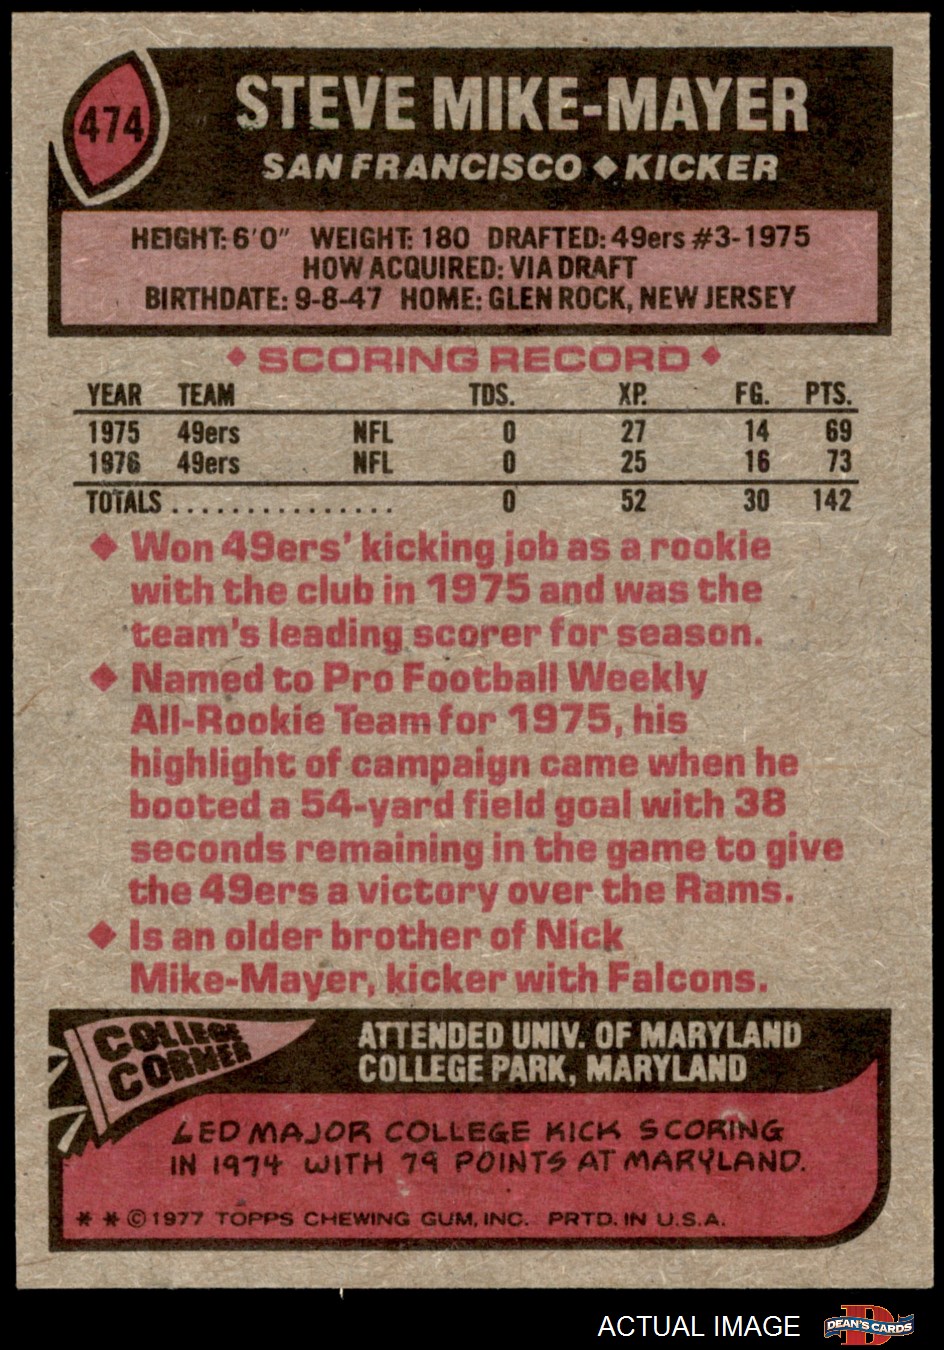 474
STEVE MIKE-MAYER
SAN FRANCISCO ◆ KICKER
HEIGHT: 6'0" WEIGHT: 180 DRAFTED: 49ers #3-1975
HOW ACQUIRED: VIA DRAFT
BIRTHDATE: 9-8-47 HOME: GLEN ROCK, NEW JERSEY
◆ SCORING RECORD ◆
YEAR TEAM TDS. XP. FG. PTS.
1975 49ers NFL 0 27 14 69
1976 49ers NFL 0 25 16 73
TOTALS............... 0 52 30 142
◆ Won 49ers' kicking job as a rookie
with the club in 1975 and was the
team's leading scorer for season.
◆ Named to Pro Football Weekly
All-Rookie Team for 1975, his
highlight of campaign came when he
booted a 54-yard field goal with 38
seconds remaining in the game to give
the 49ers a victory over the Rams.
◆ Is an older brother of Nick
Mike-Mayer, kicker with Falcons.
COLLEGE
CORNER
ATTENDED UNIV. OF MARYLAND
COLLEGE PARK, MARYLAND
LED MAJOR COLLEGE KICK SCORING
IN 1974 WITH 79 POINTS AT MARYLAND.
* * © 1977 TOPPS CHEWING GUM, INC. PRTD. IN U.S.A.
ACTUAL IMAGE
D
DEAN'S CARDS